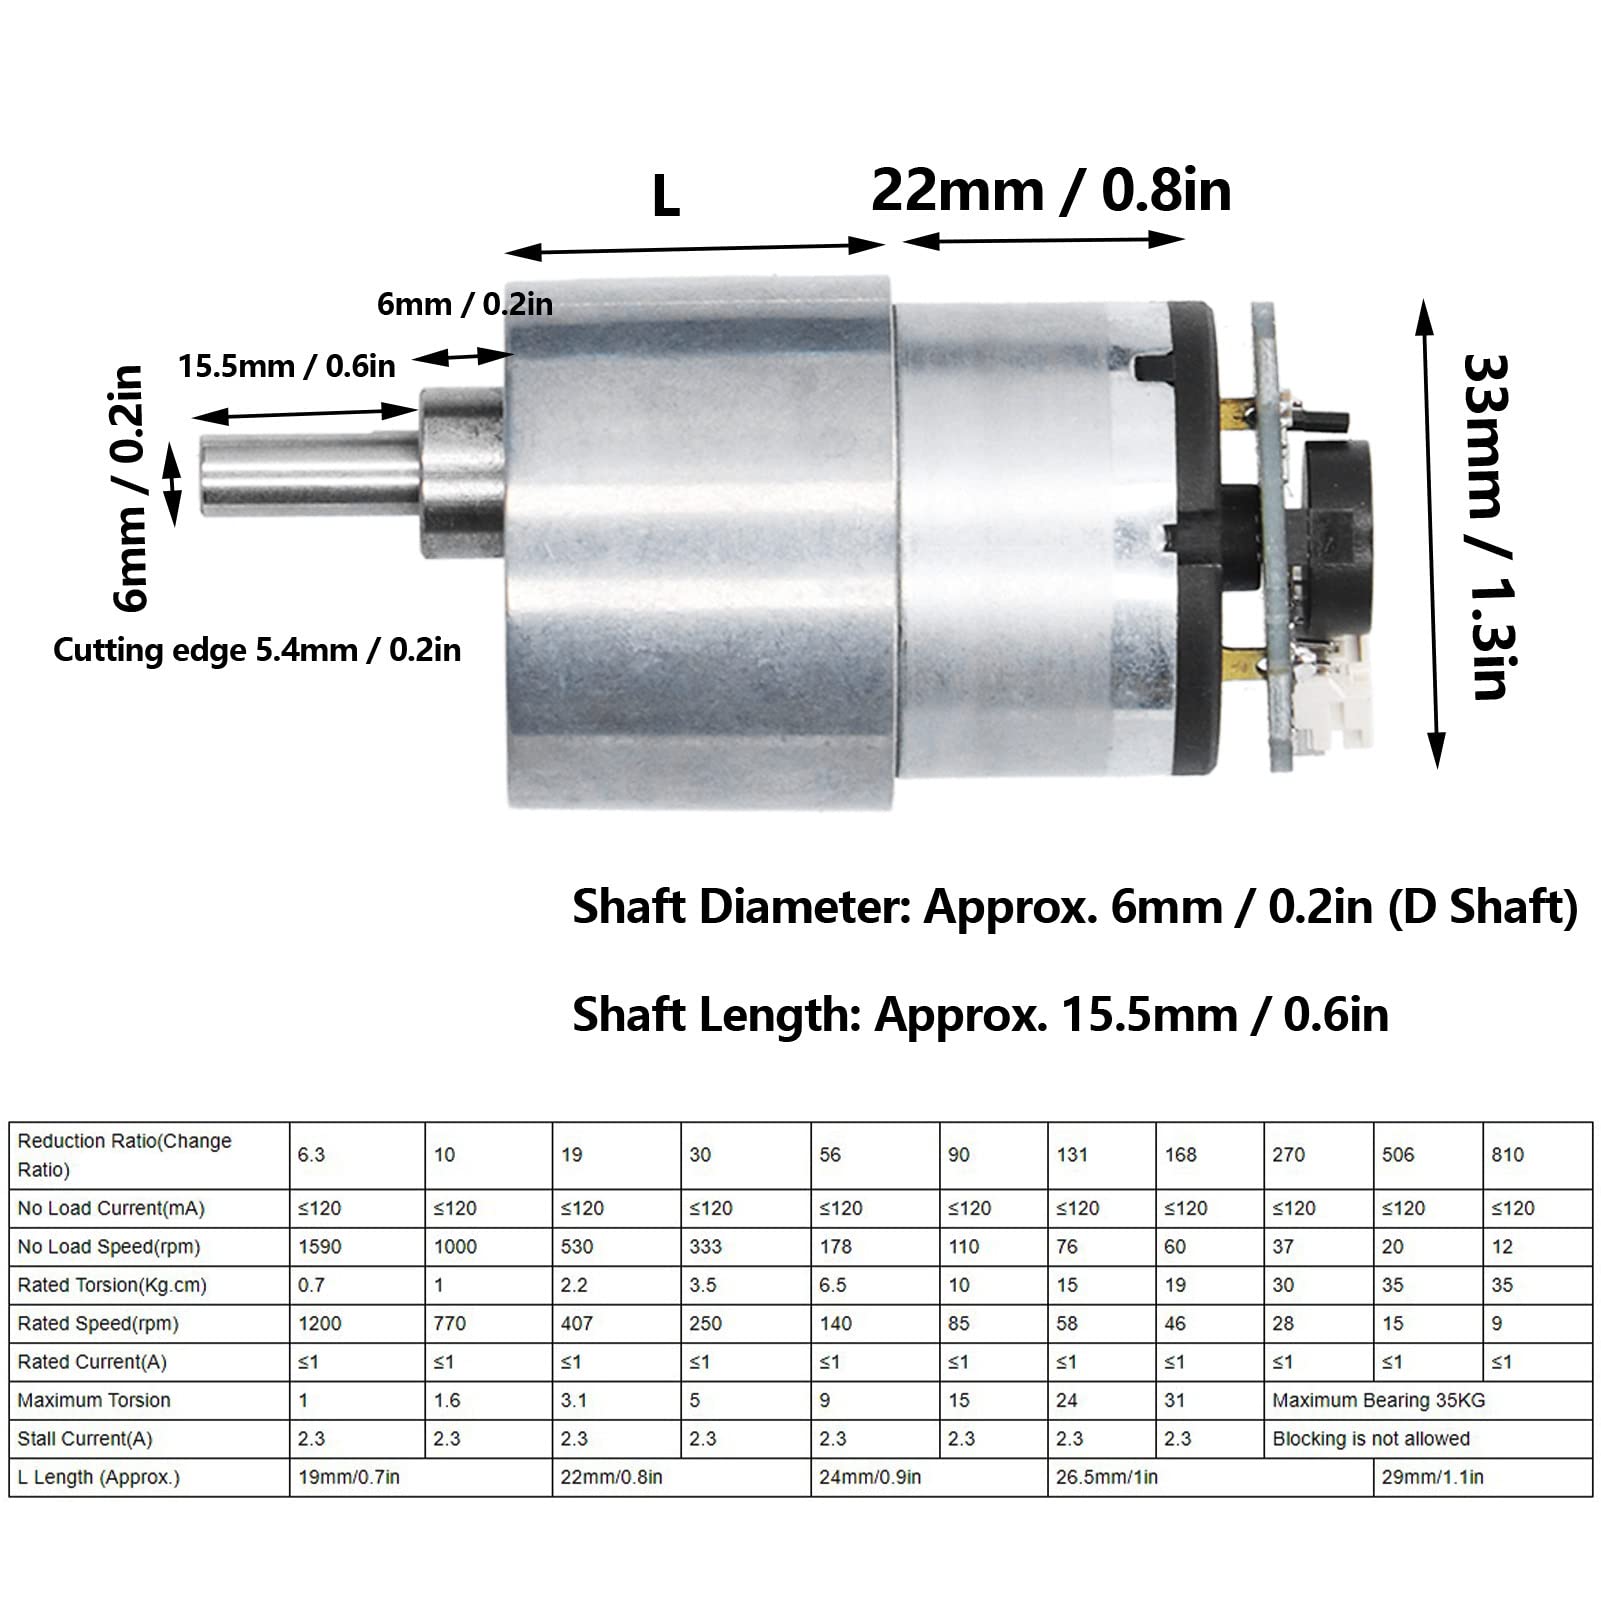 L
22mm / 0.8in
6mm / 0.2in
15.5mm / 0.6in
6mm / 0.2in
33mm / 1.3in
Cutting edge 5.4mm / 0.2in
Shaft Diameter: Approx. 6mm / 0.2in (D Shaft)
Shaft Length: Approx. 15.5mm / 0.6in
Reduction Ratio(Change Ratio) 6.3 10 19 30 56 90 131 168 270 506 810
No Load Current(mA) ≤120 ≤120 ≤120 ≤120 ≤120 ≤120 ≤120 ≤120 ≤120 ≤120 ≤120
No Load Speed(rpm) 1590 1000 530 333 178 110 76 60 37 20 12
Rated Torsion(Kg.cm) 0.7 1 2.2 3.5 6.5 10 15 19 30 35 35
Rated Speed(rpm) 1200 770 407 250 140 85 58 46 28 15 9
Rated Current(A) ≤1 ≤1 ≤1 ≤1 ≤1 ≤1 ≤1 ≤1 ≤1 ≤1 ≤1
Maximum Torsion 1 1.6 3.1 5 9 15 24 31 Maximum Bearing 35KG
Stall Current(A) 2.3 2.3 2.3 2.3 2.3 2.3 2.3 2.3 Blocking is not allowed
L Length (Approx.) 19mm/0.7in 22mm/0.8in 24mm/0.9in 26.5mm/1in 29mm/1.1in